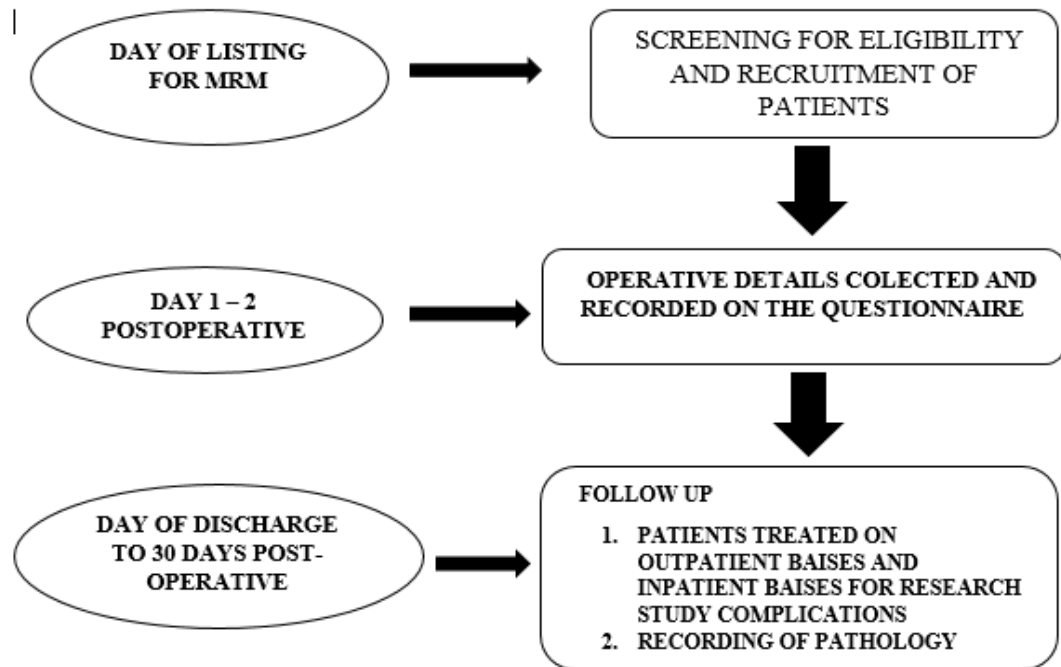 DAY OF LISTING
FOR MRM
SCREENING FOR ELIGIBILITY
AND RECRUITMENT OF
PATIENTS
DAY 1 – 2
POSTOPERATIVE
OPERATIVE DETAILS COLECTED AND
RECORDED ON THE QUESTIONNAIRE
DAY OF DISCHARGE
TO 30 DAYS POST-
OPERATIVE
FOLLOW UP
1. PATIENTS TREATED ON
OUTPATIENT BAISES AND
INPATIENT BAISES FOR RESEARCH
STUDY COMPLICATIONS
2. RECORDING OF PATHOLOGY